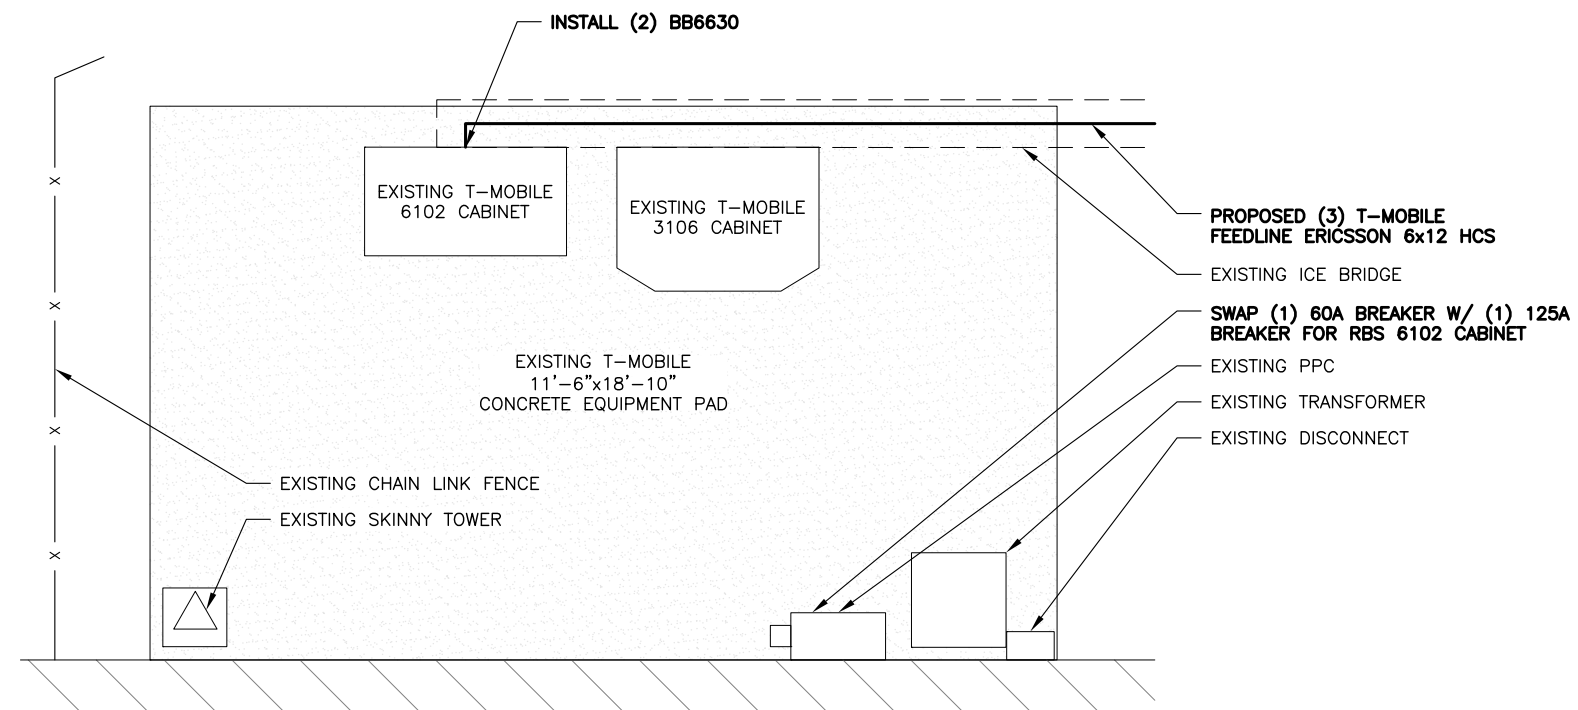 INSTALL (2) BB6630
EXISTING T-MOBILE
6102 CABINET
EXISTING T-MOBILE
3106 CABINET
PROPOSED (3) T-MOBILE
FEEDLINE ERICSSON 6x12 HCS
EXISTING ICE BRIDGE
SWAP (1) 60A BREAKER W/ (1) 125A
BREAKER FOR RBS 6102 CABINET
EXISTING PPC
EXISTING TRANSFORMER
EXISTING DISCONNECT
EXISTING T-MOBILE
11'-6"x18'-10"
CONCRETE EQUIPMENT PAD
EXISTING CHAIN LINK FENCE
EXISTING SKINNY TOWER
X
X
X
X